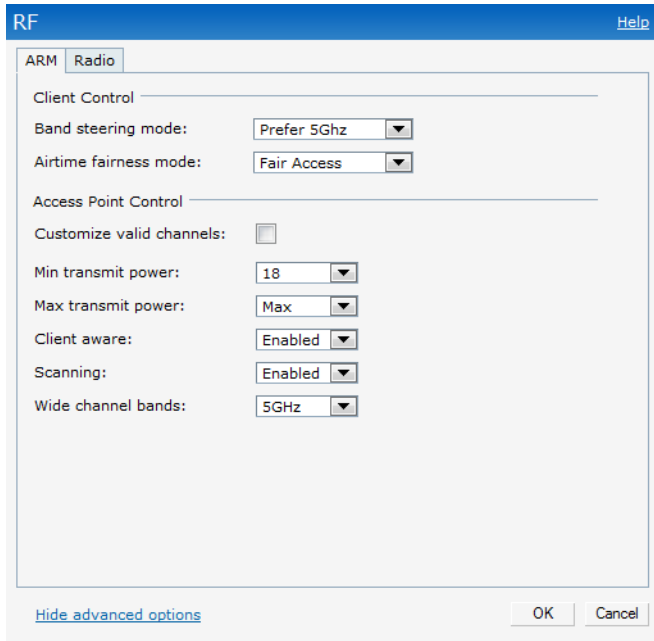 RF Help
ARM Radio
Client Control
Band steering mode: Prefer 5Ghz
Airtime fairness mode: Fair Access
Access Point Control
Customize valid channels:
Min transmit power: 18
Max transmit power: Max
Client aware: Enabled
Scanning: Enabled
Wide channel bands: 5GHz
Hide advanced options OK Cancel